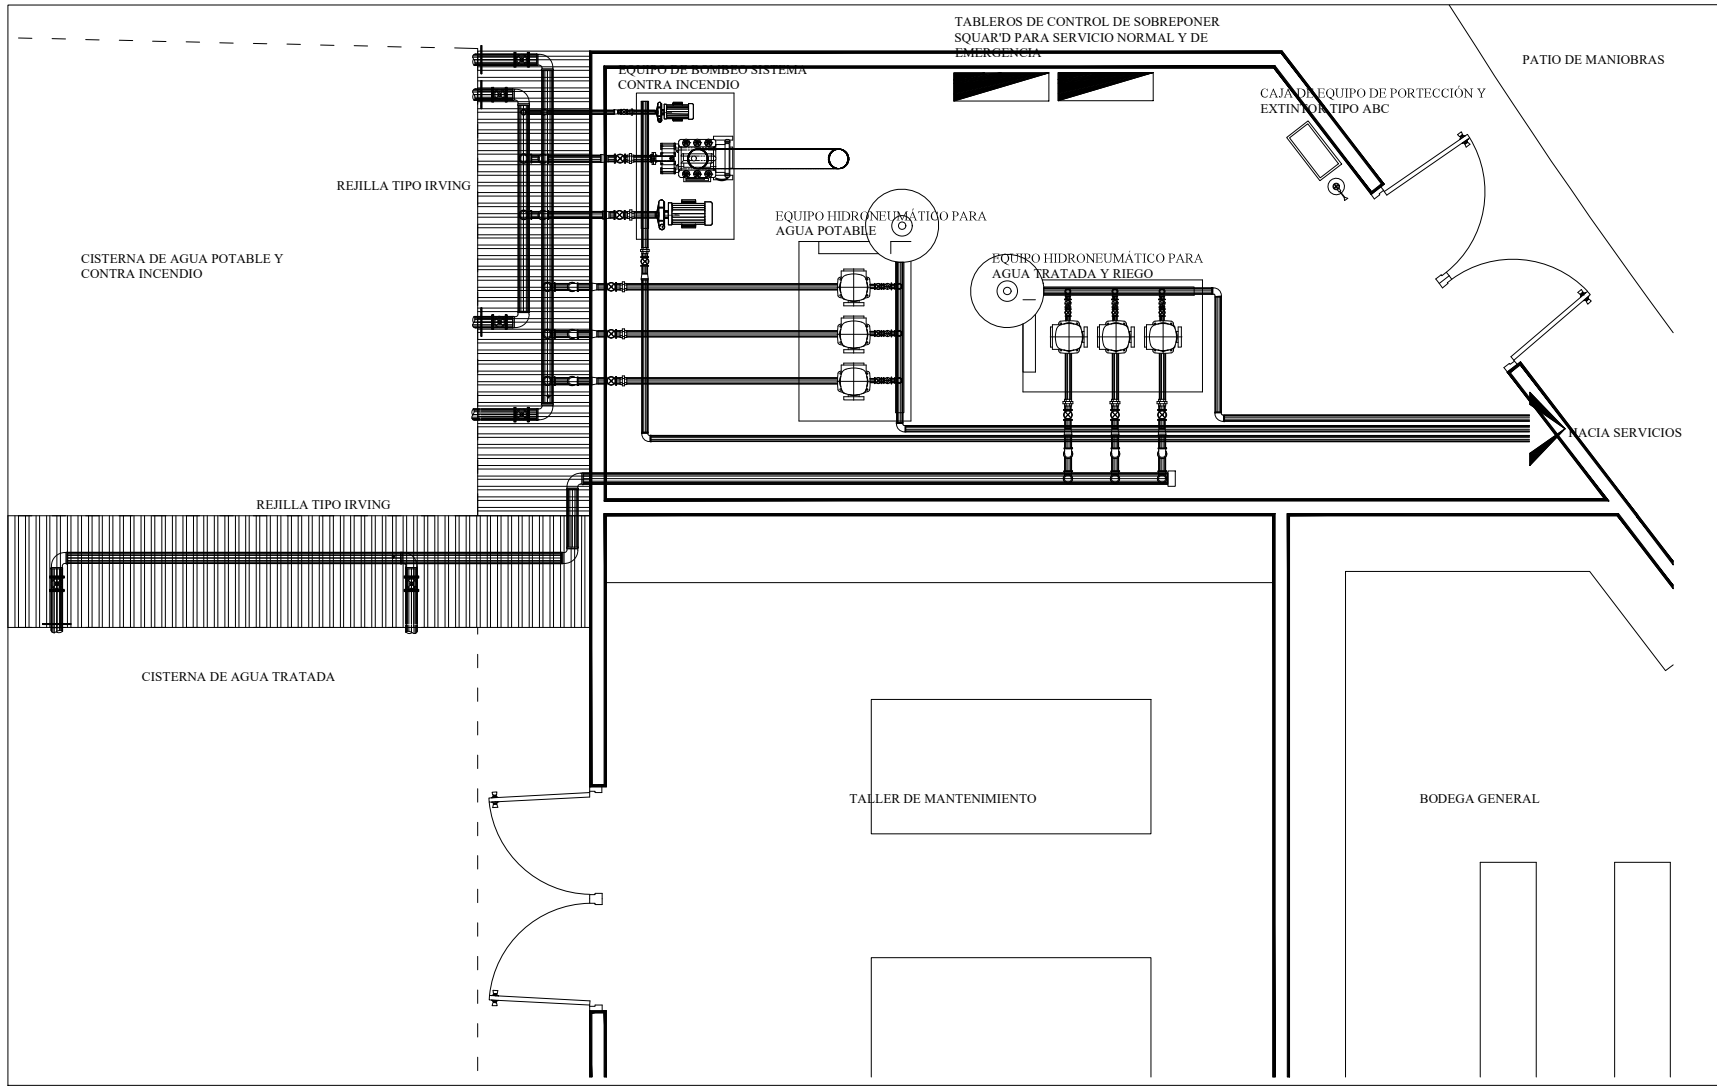 TABLEROS DE CONTROL DE SOBREPONER
SQUAR'D PARA SERVICIO NORMAL Y DE
EMERGENCIA
PATIO DE MANIOBRAS
EQUIPO DE BOMBEO SISTEMA
CONTRA INCENDIO
CAJA DE EQUIPO DE PORTECCIÓN Y
EXTINTOR TIPO ABC
REJILLA TIPO IRVING
EQUIPO HIDRONEUMÁTICO PARA
AGUA POTABLE
CISTERNA DE AGUA POTABLE Y
CONTRA INCENDIO
EQUIPO HIDRONEUMÁTICO PARA
AGUA TRATADA Y RIEGO
HACIA SERVICIOS
REJILLA TIPO IRVING
CISTERNA DE AGUA TRATADA
TALLER DE MANTENIMIENTO
BODEGA GENERAL